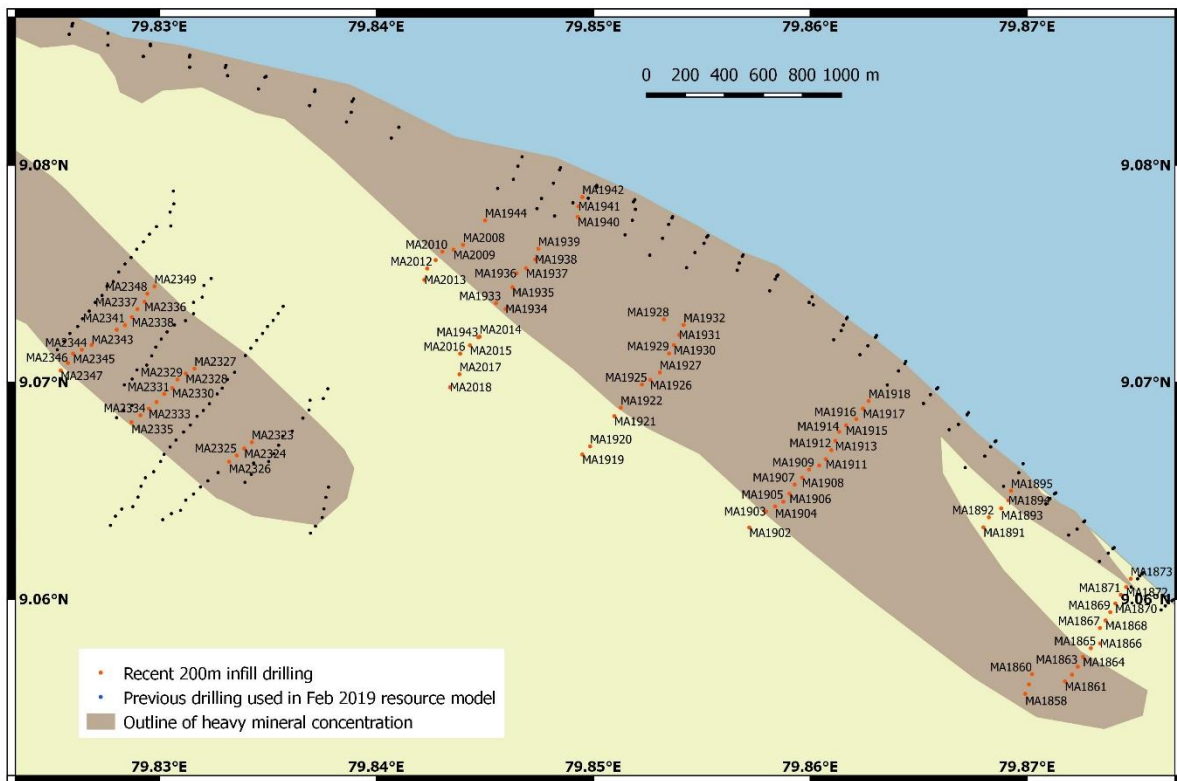 79.83°E 79.84°E 79.85°E 79.86°E 79.87°E
0 200 400 600 800 1000 m
9.08°N 9.08°N
MA1942
MA1941
MA1940
MA1944
MA2010 MA2008
MA2009
MA2012
MA2013
MA1939
MA1938
MA1936 MA1937
MA1935
MA1933
MA1934
MA2348 MA2349
MA2337 MA2336
MA2341 MA2338
MA2344 MA2343
MA2346 MA2345
MA2347
MA1943 MA2014
MA2016 MA2015
MA2017
MA2018
MA1928 MA1932
MA1931
MA1929 MA1930
MA1927
MA1925 MA1926
MA1922
MA1921
MA1920
MA1919
9.07°N 9.07°N
MA2327
MA2329 MA2328
MA2331 MA2330
MA2334 MA2333
MA2335
MA2323
MA2325 MA2324
MA2326
MA1918
MA1916 MA1917
MA1914 MA1915
MA1912 MA1913
MA1909 MA1911
MA1907 MA1908
MA1905 MA1906
MA1903 MA1904
MA1902
MA1895
MA1894
MA1892 MA1893
MA1891
9.06°N 9.06°N
MA1873
MA1871 MA1872
MA1869 MA1870
MA1867 MA1868
MA1865 MA1866
MA1863 MA1864
MA1860 MA1861
MA1858
Recent 200m infill drilling
Previous drilling used in Feb 2019 resource model
Outline of heavy mineral concentration
79.83°E 79.84°E 79.85°E 79.86°E 79.87°E